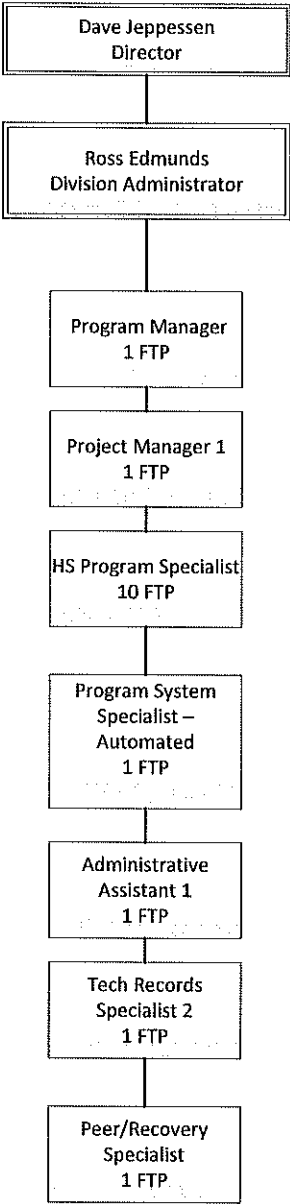 Dave Jeppessen
Director
Ross Edmunds
Division Administrator
Program Manager
1 FTP
Project Manager 1
1 FTP
HS Program Specialist
10 FTP
Program System
Specialist –
Automated
1 FTP
Administrative
Assistant 1
1 FTP
Tech Records
Specialist 2
1 FTP
Peer/Recovery
Specialist
1 FTP